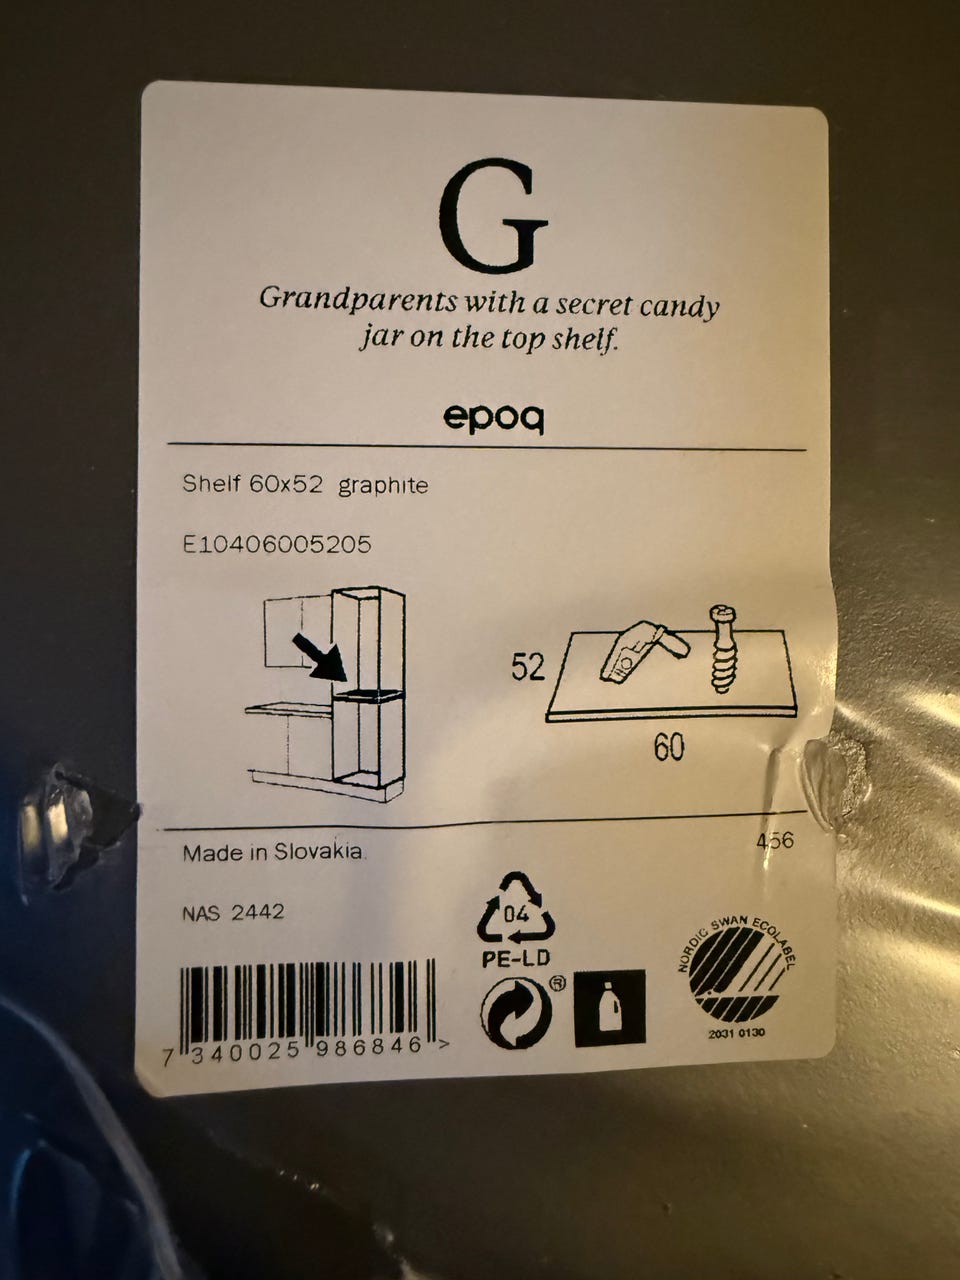 G
Grandparents with a secret candy
jar on the top shelf.
epoq
Shelf 60x52 graphite
E10406005205
52
60
Made in Slovakia.
456
NAS 2442
04
PE-LD
®
NORDIC SWAN ECOLABEL
2031 0130
7 340025 986846 >